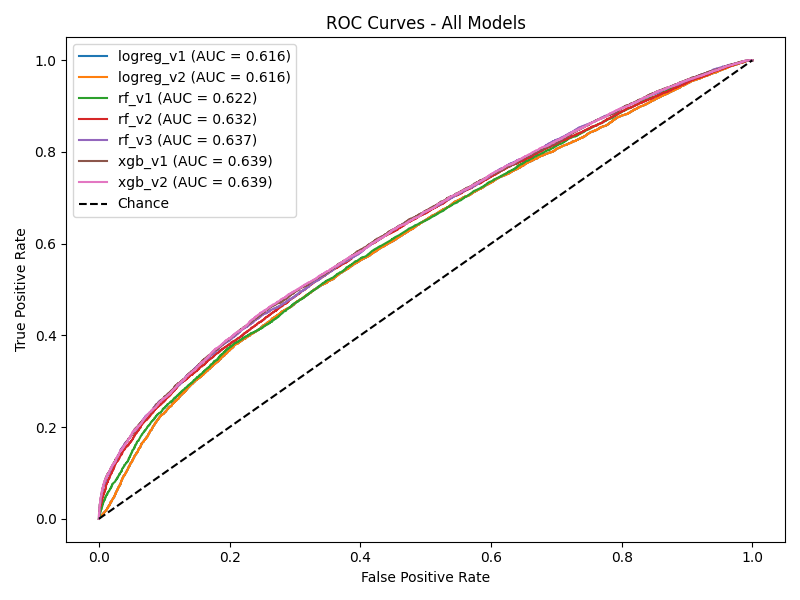 ROC Curves - All Models
logreg_v1 (AUC = 0.616)
logreg_v2 (AUC = 0.616)
rf_v1 (AUC = 0.622)
rf_v2 (AUC = 0.632)
rf_v3 (AUC = 0.637)
xgb_v1 (AUC = 0.639)
xgb_v2 (AUC = 0.639)
Chance
True Positive Rate
1.0
0.8
0.6
0.4
0.2
0.0
0.0 0.2 0.4 0.6 0.8 1.0
False Positive Rate